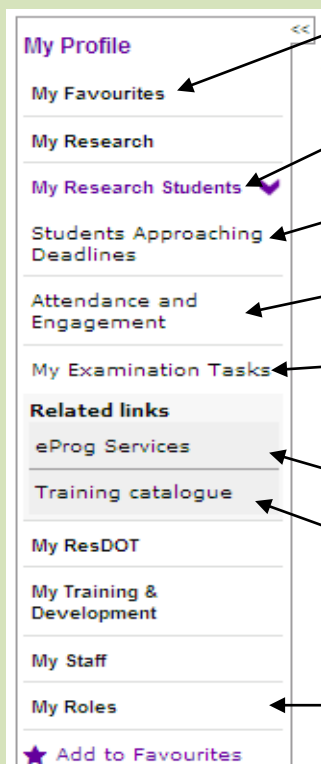 <<
My Profile
My Favourites
My Research
My Research Students
Students Approaching
Deadlines
Attendance and
Engagement
My Examination Tasks
Related links
eProg Services
Training catalogue
My ResDOT
My Training &
Development
My Staff
My Roles
Add to Favourites